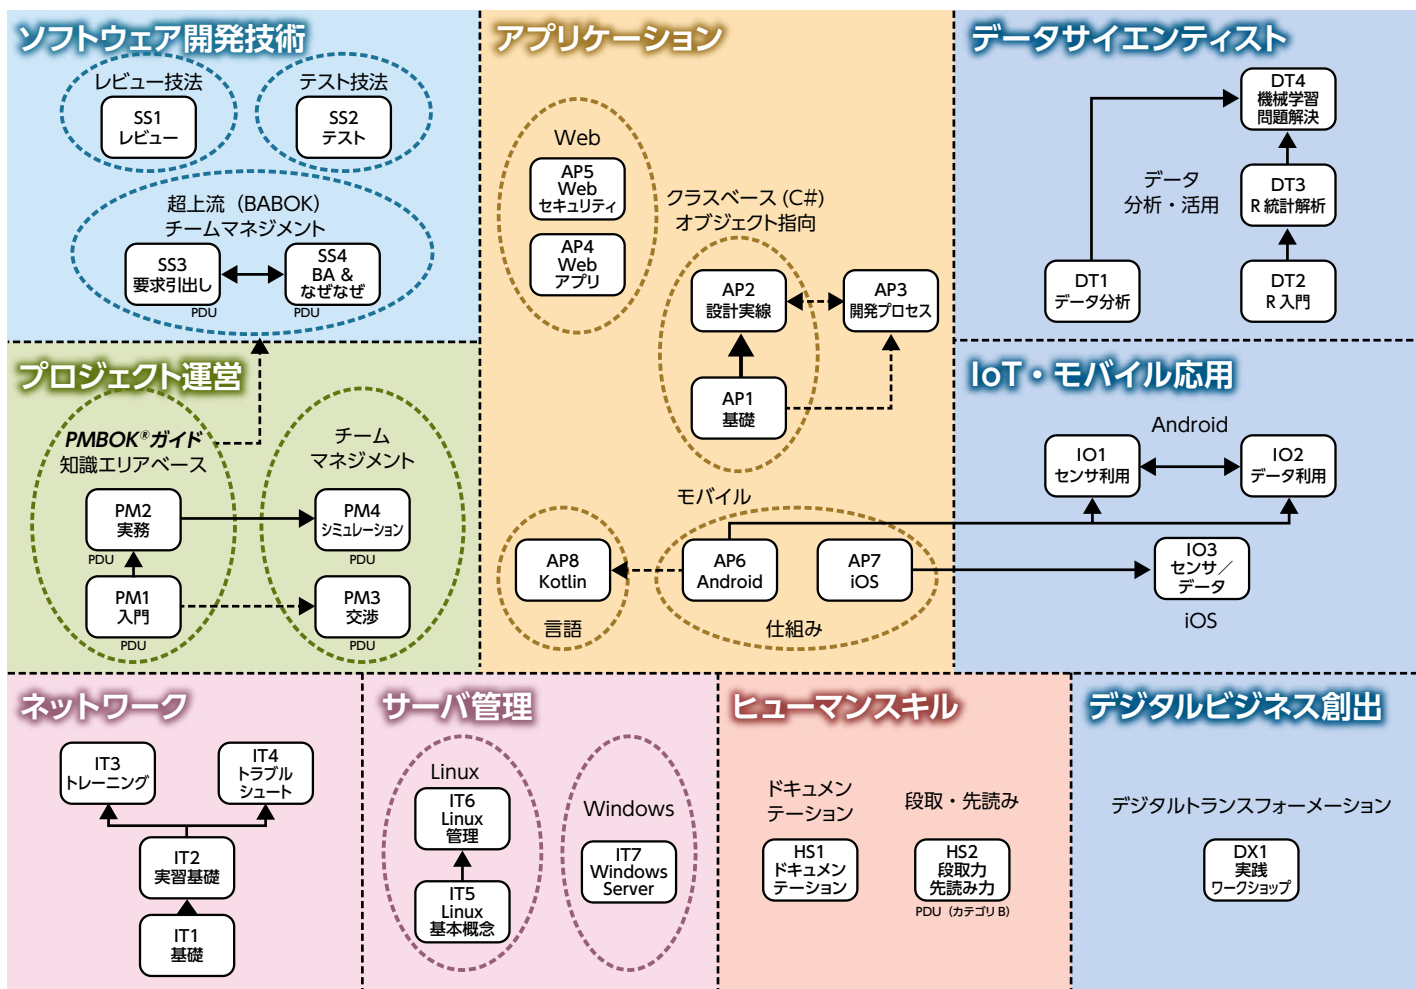 ソフトウェア開発技術
レビュー技法
SS1
レビュー
テスト技法
SS2
テスト
超上流（BABOK）
チームマネジメント
SS3
要求引出し
PDU
SS4
BA &
なぜなぜ
PDU
プロジェクト運営
PMBOK®ガイド
知識エリアベース
PM2
実務
PDU
PM1
入門
PDU
チーム
マネジメント
PM4
シミュレーション
PDU
PM3
交渉
PDU
アプリケーション
Web
AP5
Web
セキュリティ
AP4
Web
アプリ
クラスベース (C#)
オブジェクト指向
AP2
設計実線
AP3
開発プロセス
AP1
基礎
モバイル
AP8
Kotlin
言語
AP6
Android
AP7
iOS
仕組み
データサイエンティスト
DT4
機械学習
問題解決
データ
分析・活用
DT3
R 統計解析
DT1
データ分析
DT2
R 入門
IoT・モバイル応用
Android
IO1
センサ利用
IO2
データ利用
IO3
センサ／
データ
iOS
ネットワーク
IT3
トレーニング
IT4
トラブル
シュート
IT2
実習基礎
IT1
基礎
サーバ管理
Linux
IT6
Linux
管理
IT5
Linux
基本概念
Windows
IT7
Windows
Server
ヒューマンスキル
ドキュメン
テーション
HS1
ドキュメン
テーション
段取・先読み
HS2
段取力
先読み力
PDU（カテゴリ B）
デジタルビジネス創出
デジタルトランスフォーメーション
DX1
実践
ワークショップ